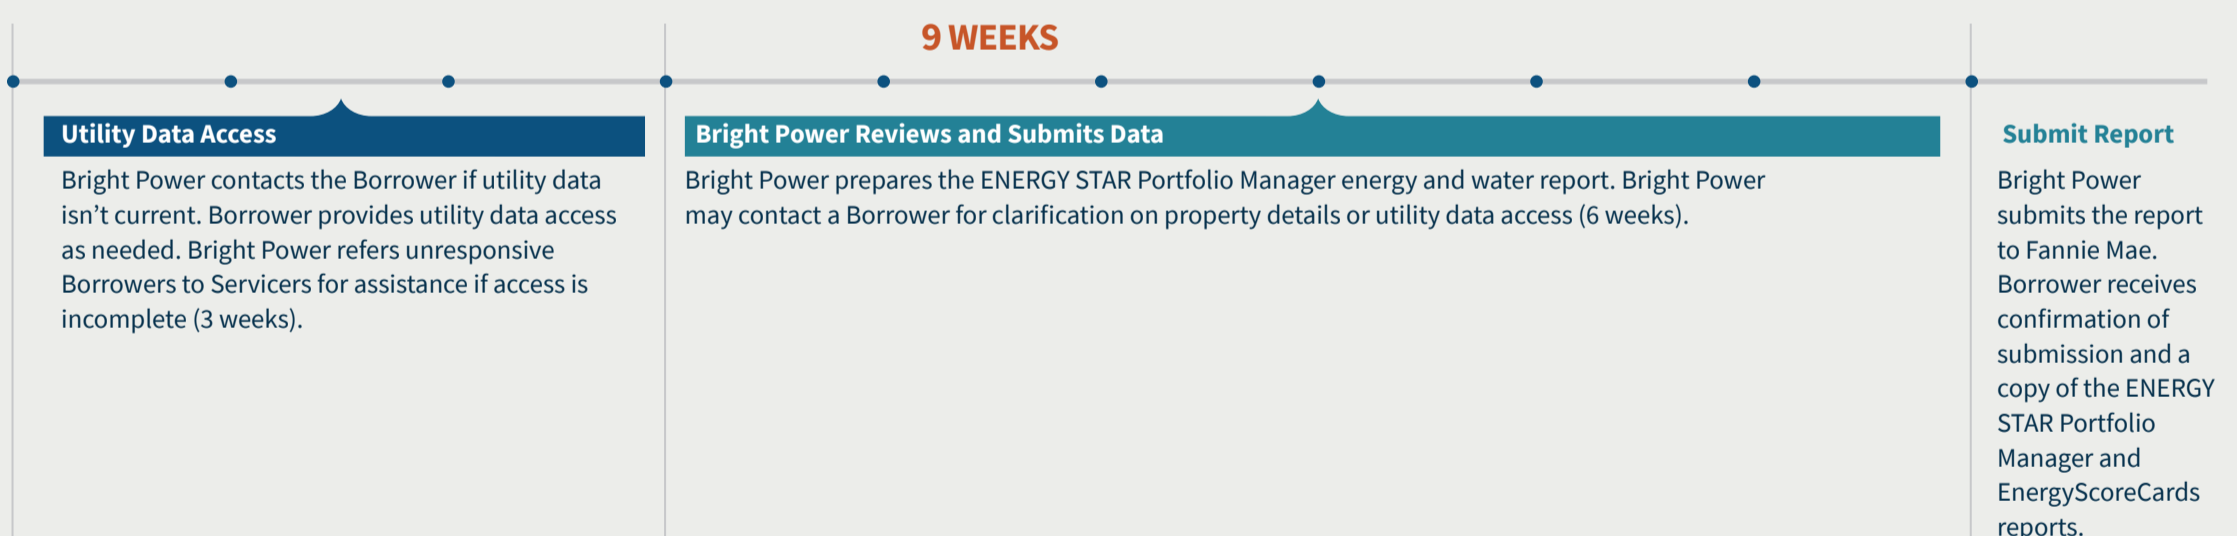 9 WEEKS
Utility Data Access
Bright Power contacts the Borrower if utility data
isn’t current. Borrower provides utility data access
as needed. Bright Power refers unresponsive
Borrowers to Servicers for assistance if access is
incomplete (3 weeks).
Bright Power Reviews and Submits Data
Bright Power prepares the ENERGY STAR Portfolio Manager energy and water report. Bright Power
may contact a Borrower for clarification on property details or utility data access (6 weeks).
Submit Report
Bright Power
submits the report
to Fannie Mae.
Borrower receives
confirmation of
submission and a
copy of the ENERGY
STAR Portfolio
Manager and
EnergyScoreCards
reports.